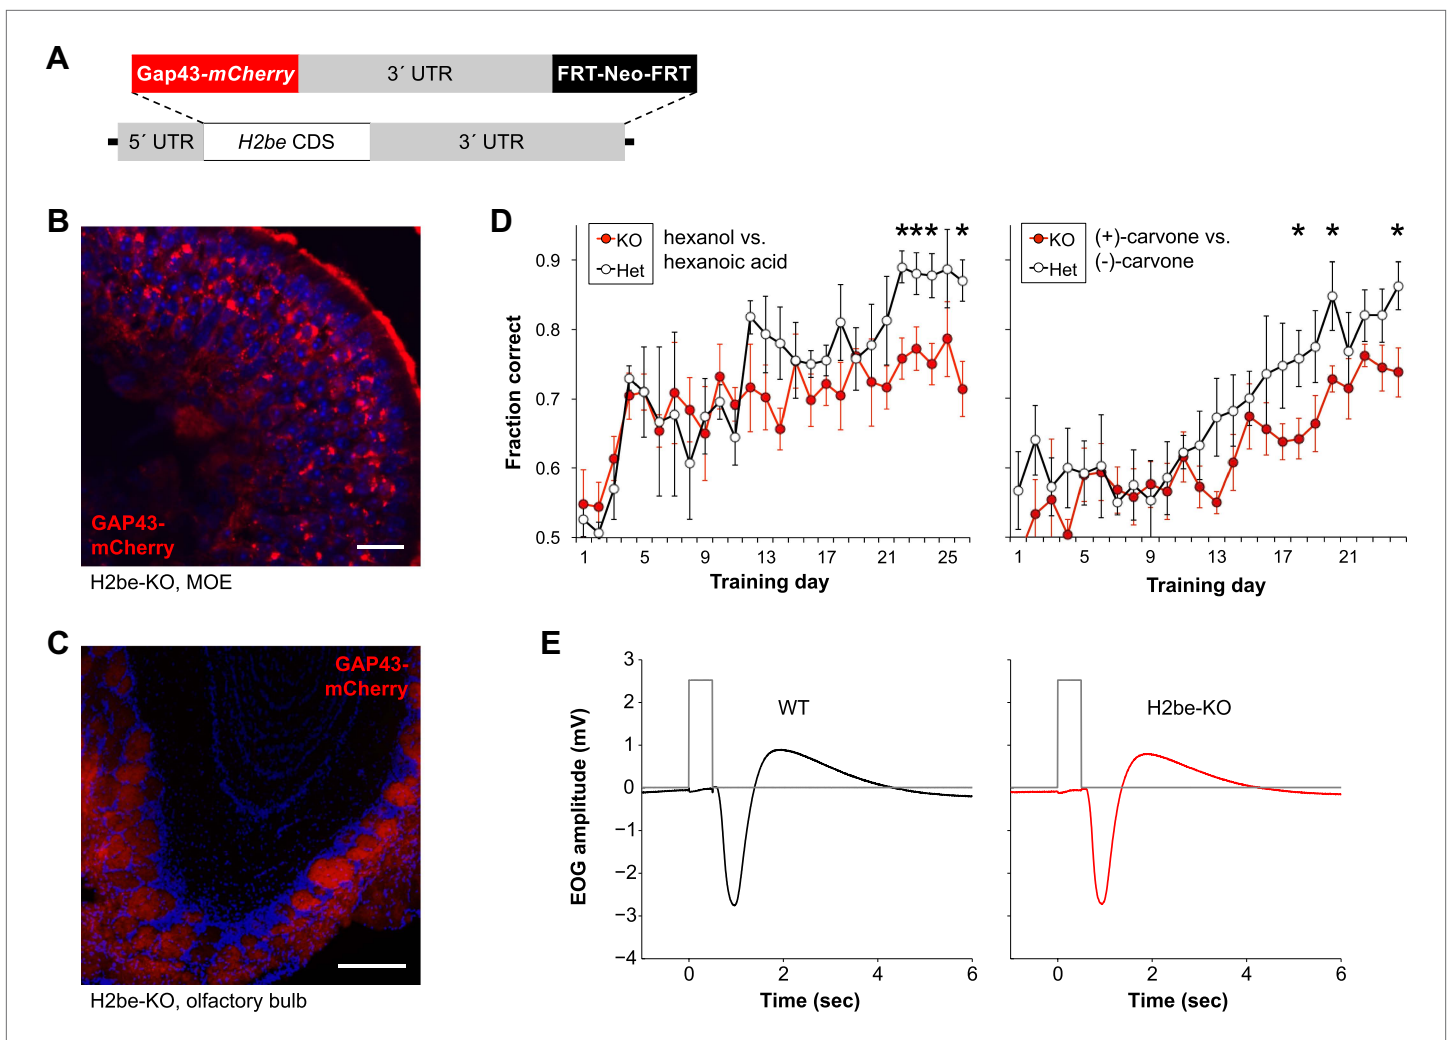 A
Gap43-mCherry 3´ UTR FRT-Neo-FRT
5´ UTR H2be CDS 3´ UTR
B
GAP43-
mCherry
H2be-KO, MOE
C
GAP43-
mCherry
H2be-KO, olfactory bulb
D
KO
Het
hexanol vs.
hexanoic acid
*** *
Fraction correct
0.9
0.8
0.7
0.6
0.5
1 5 9 13 17 21 25
Training day
KO
Het
(+)-carvone vs.
(-)-carvone
* * *
1 5 9 13 17 21
Training day
E
EOG amplitude (mV)
3
2
1
0
−1
−2
−3
−4
WT
0 2 4 6
Time (sec)
H2be-KO
0 2 4 6
Time (sec)